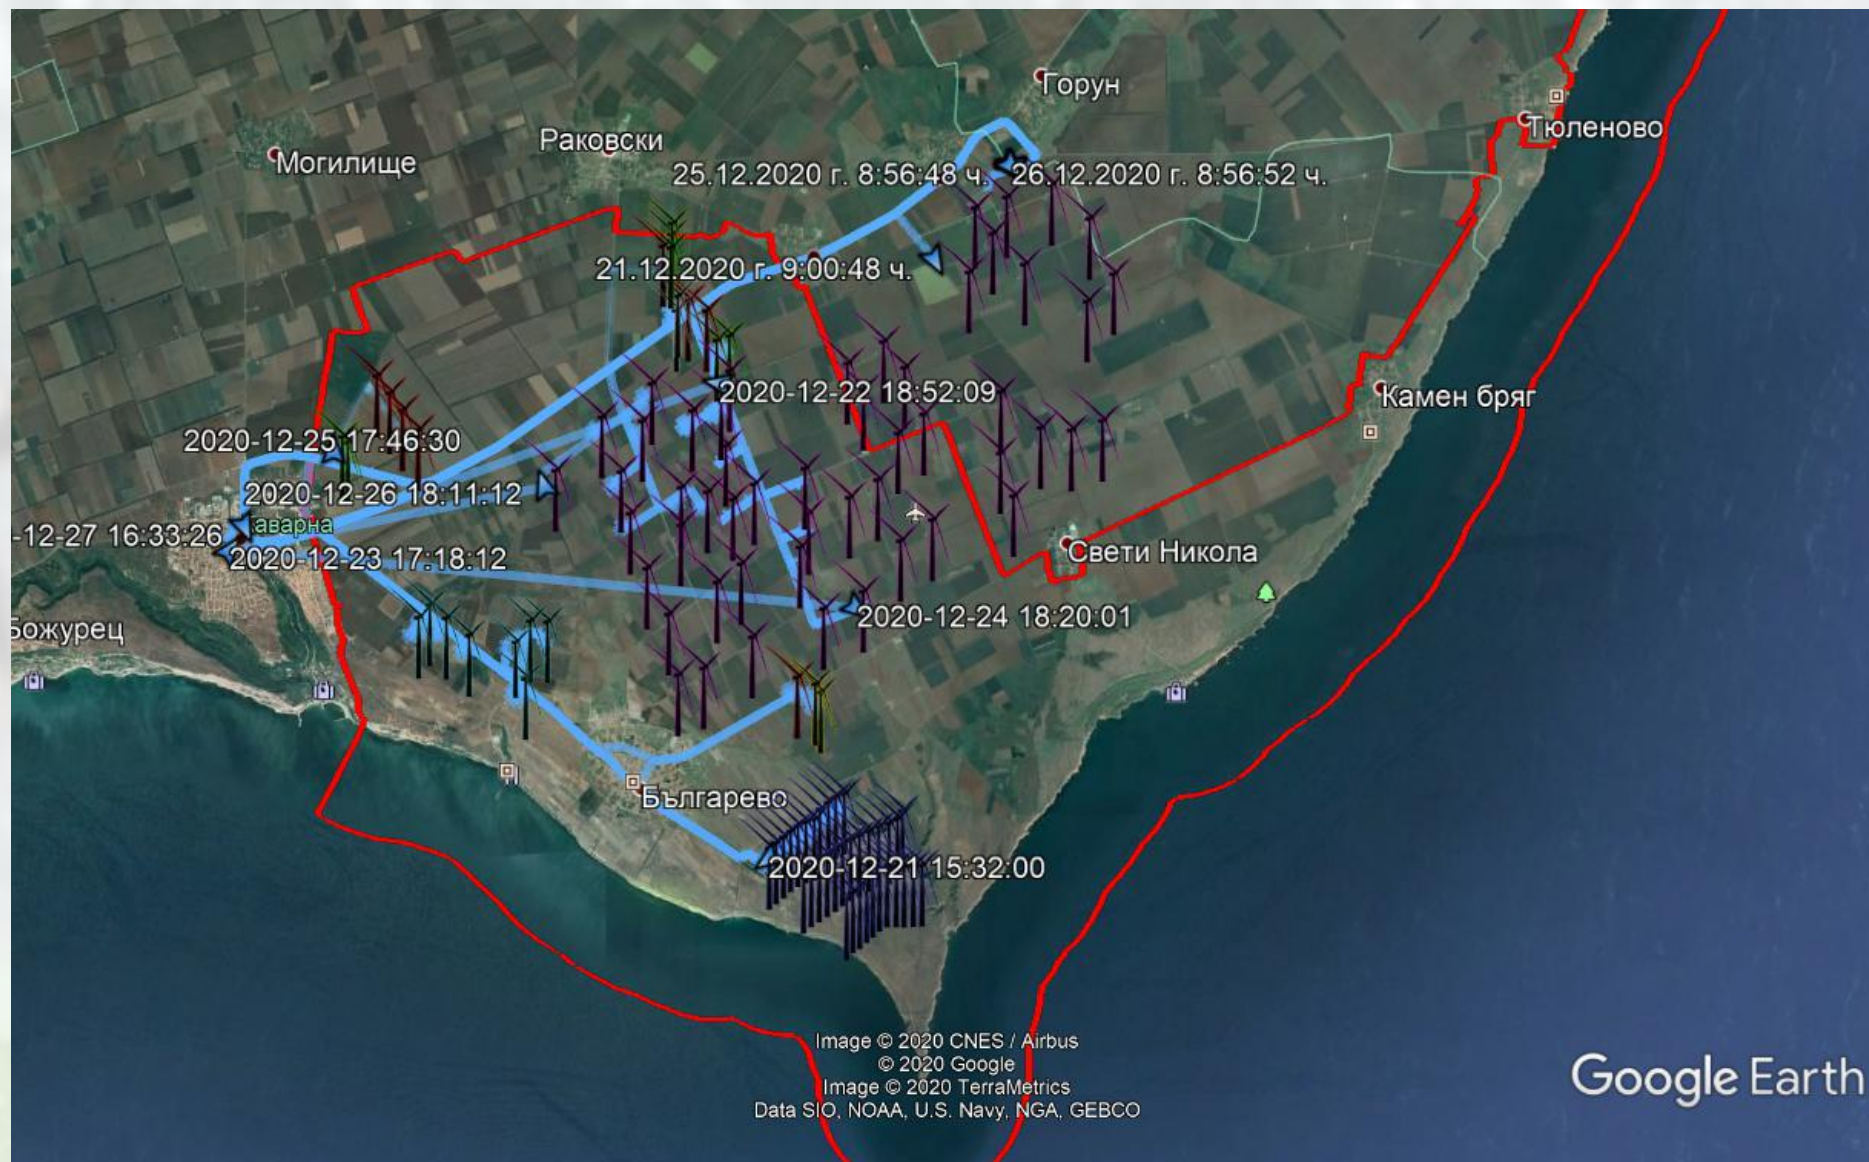 Горун
Тюленово
Раковски
Могилище
25.12.2020 г. 8:56:48 ч.
26.12.2020 г. 8:56:52 ч.
21.12.2020 г. 9:00:48 ч.
2020-12-22 18:52:09
Камен бряг
2020-12-25 17:46:30
2020-12-26 18:11:12
аварна
-12-27 16:33:26
2020-12-23 17:18:12
Свети Никола
2020-12-24 18:20:01
Божурец
Българево
2020-12-21 15:32:00
Image © 2020 CNES / Airbus
© 2020 Google
Image © 2020 TerraMetrics
Data SIO, NOAA, U.S. Navy, NGA, GEBCO
Google Earth